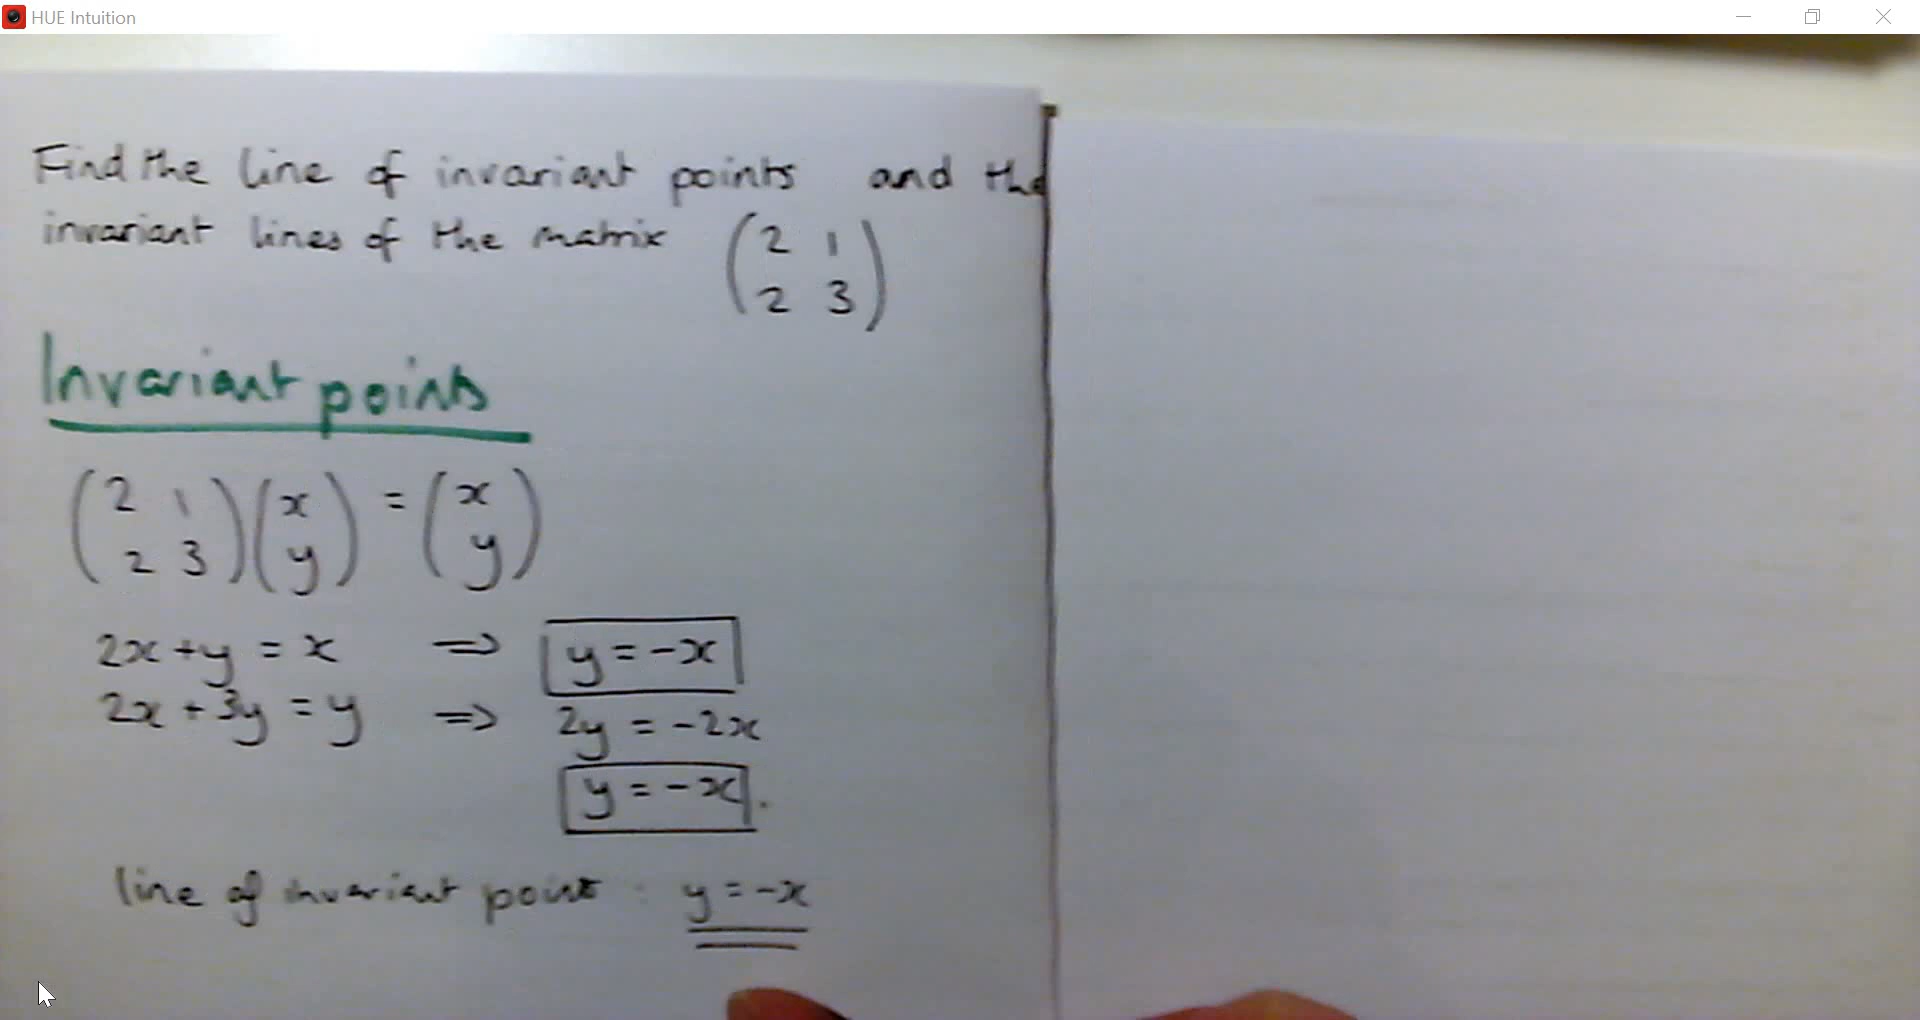 HUE Intuition
Find the line of invariant points and the
invariant lines of the matrix (2 1
2 3)
Invariant points
(2 1
2 3) (x
y) = (x
y)
2x + y = x ⇒ y = -x
2x + 3y = y ⇒ 2y = -2x
y = -x.
line of invariant points : y = -x